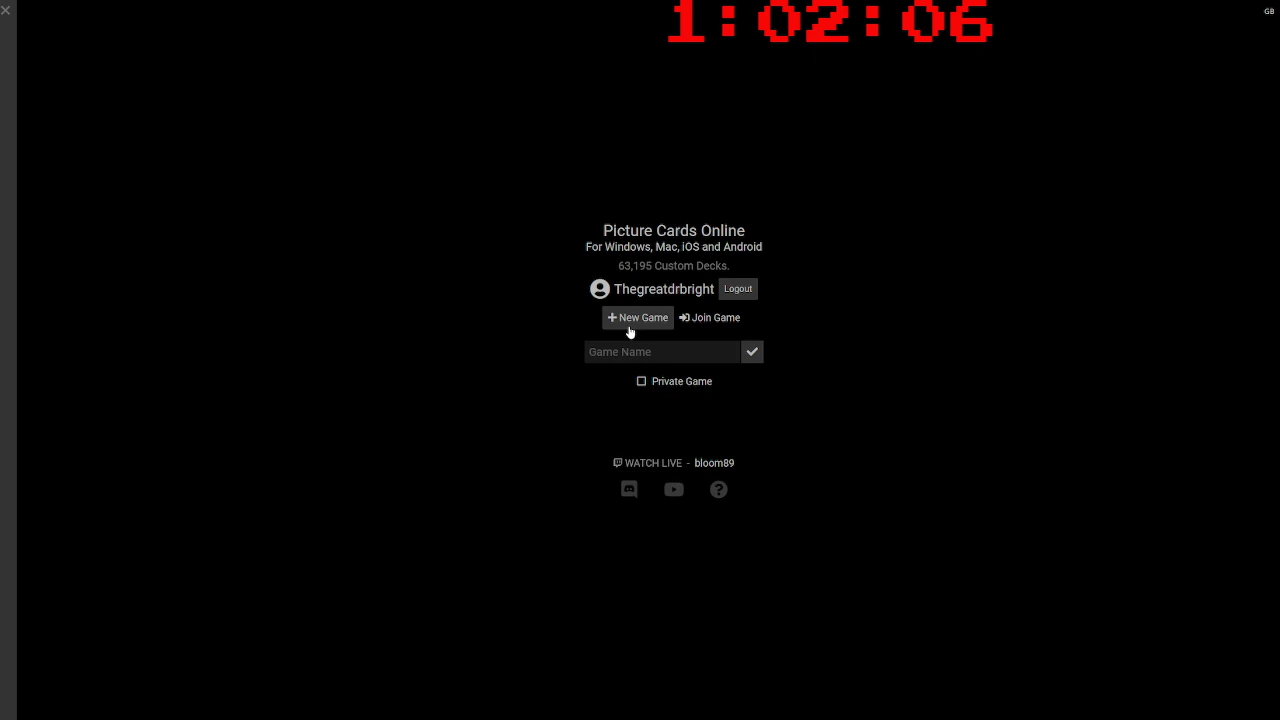 1:02:06
GB
Picture Cards Online
For Windows, Mac, iOS and Android
63,195 Custom Decks.
Thegreatdrbright Logout
New Game Join Game
Game Name
Private Game
WATCH LIVE - bloom89